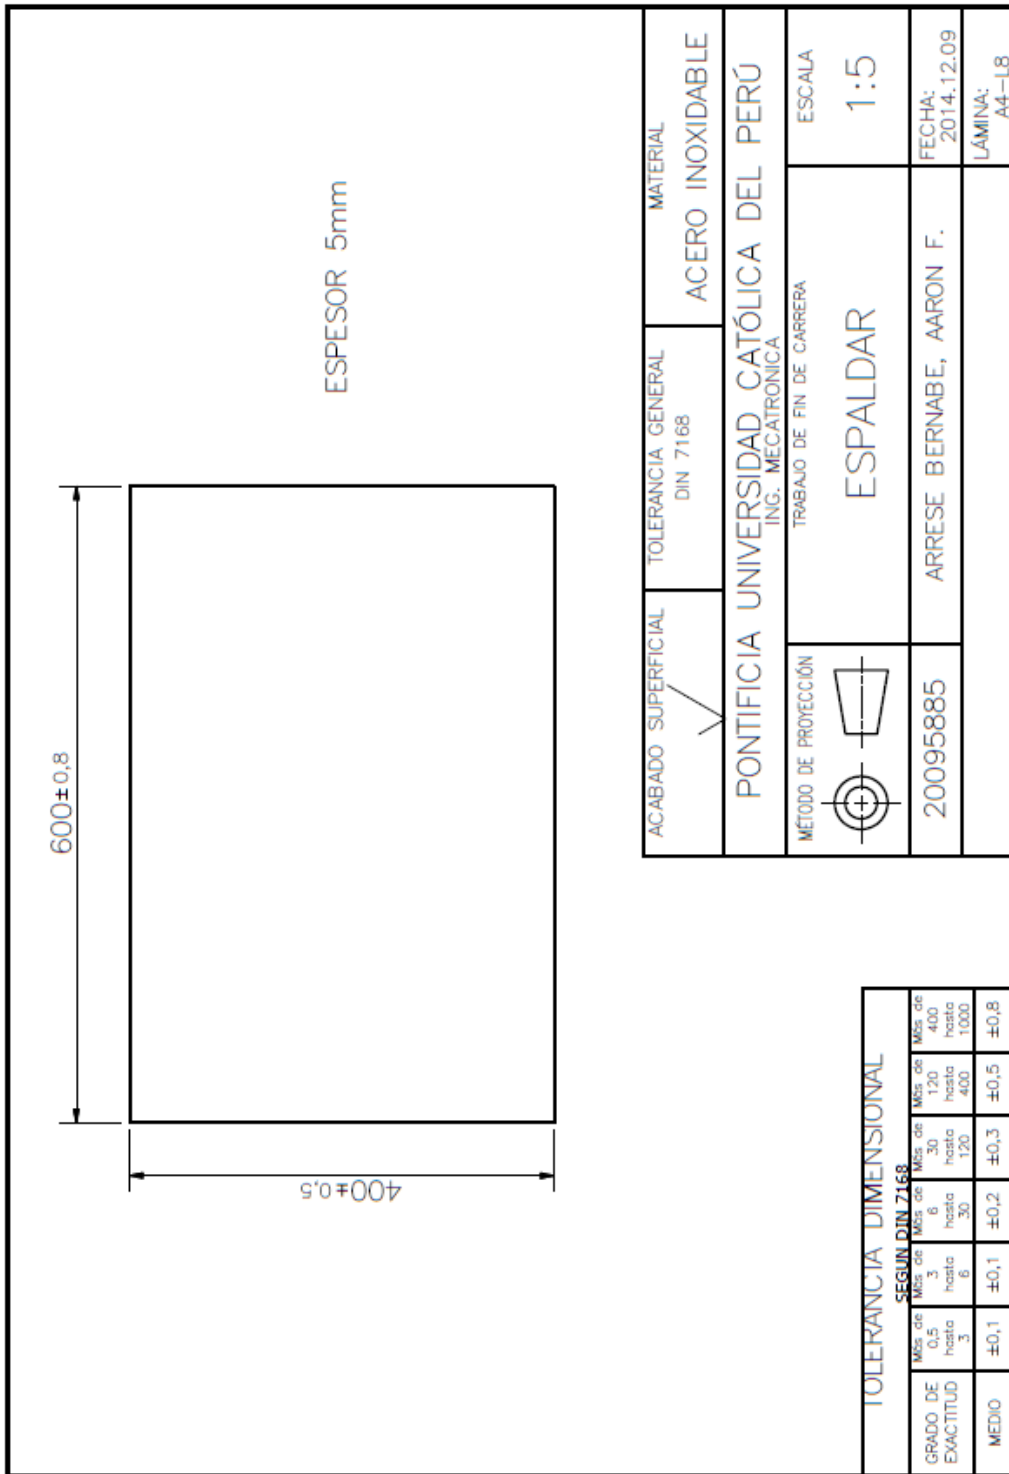 600±0,8
400±0,5
ESPESOR 5mm
ACABADO SUPERFICIAL
TOLERANCIA GENERAL
DIN 7168
MATERIAL
ACERO INOXIDABLE
PONTIFICIA UNIVERSIDAD CATÓLICA DEL PERÚ
ING. MECATRÓNICA
MÉTODO DE PROYECCIÓN
TRABAJO DE FIN DE CARRERA
ESPALDAR
ESCALA
1:5
20095885
ARRESE BERNABE, AARON F.
FECHA:
2014.12.09
LÁMINA:
A4-L8
TOLERANCIA DIMENSIONAL
SEGUN DIN 7168
GRADO DE
EXACTITUD
Más de
0,5
hasta
3
Más de
3
hasta
6
Más de
6
hasta
30
Más de
30
hasta
120
Más de
120
hasta
400
Más de
400
hasta
1000
MEDIO ±0,1 ±0,1 ±0,2 ±0,3 ±0,5 ±0,8